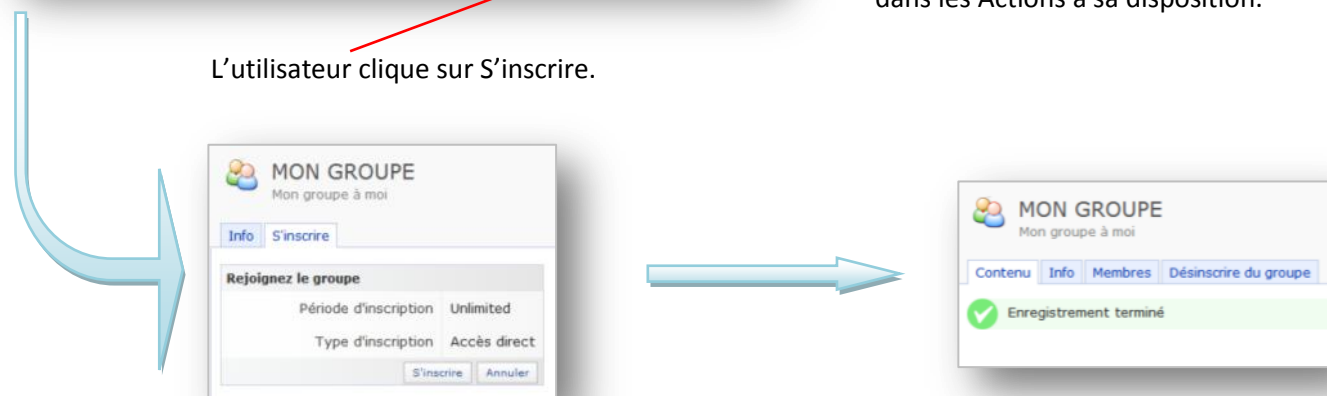 dans les Actions à sa disposition.
L’utilisateur clique sur S’inscrire.
MON GROUPE
Mon groupe à moi
Info S'inscrire
Rejoignez le groupe
Période d'inscription Unlimited
Type d'inscription Accès direct
S'inscrire Annuler
MON GROUPE
Mon groupe à moi
Contenu Info Membres Désinscrire du groupe
Enregistrement terminé